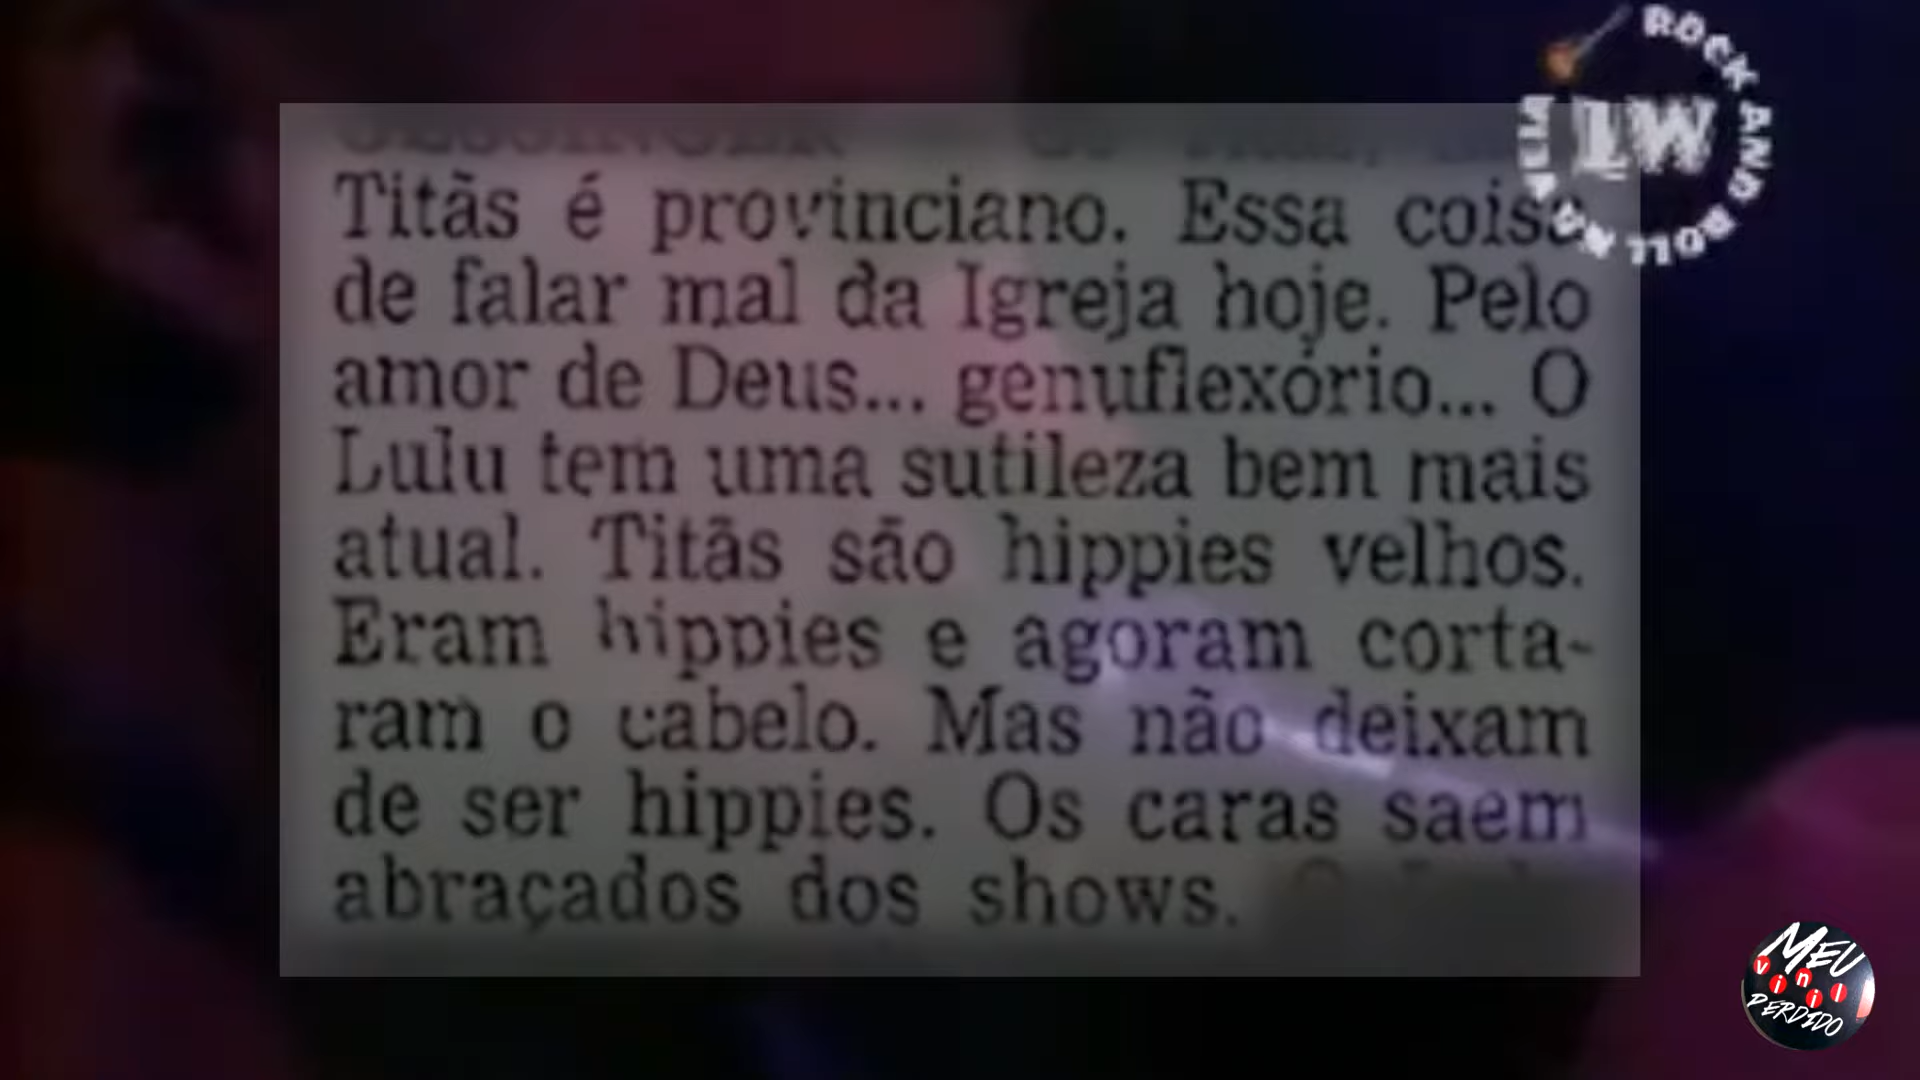 Titãs é provinciano. Essa coisa
de falar mal da Igreja hoje. Pelo
amor de Deus... genuflexório... O
Lulu tem uma sutileza bem mais
atual. Titãs são hippies velhos.
Eram hippies e agoram corta-
ram o cabelo. Mas não deixam
de ser hippies. Os caras saem
abraçados dos shows.
ROCK AND ROLL NA VEIA
LW
MEU
vinil
PERDIDO